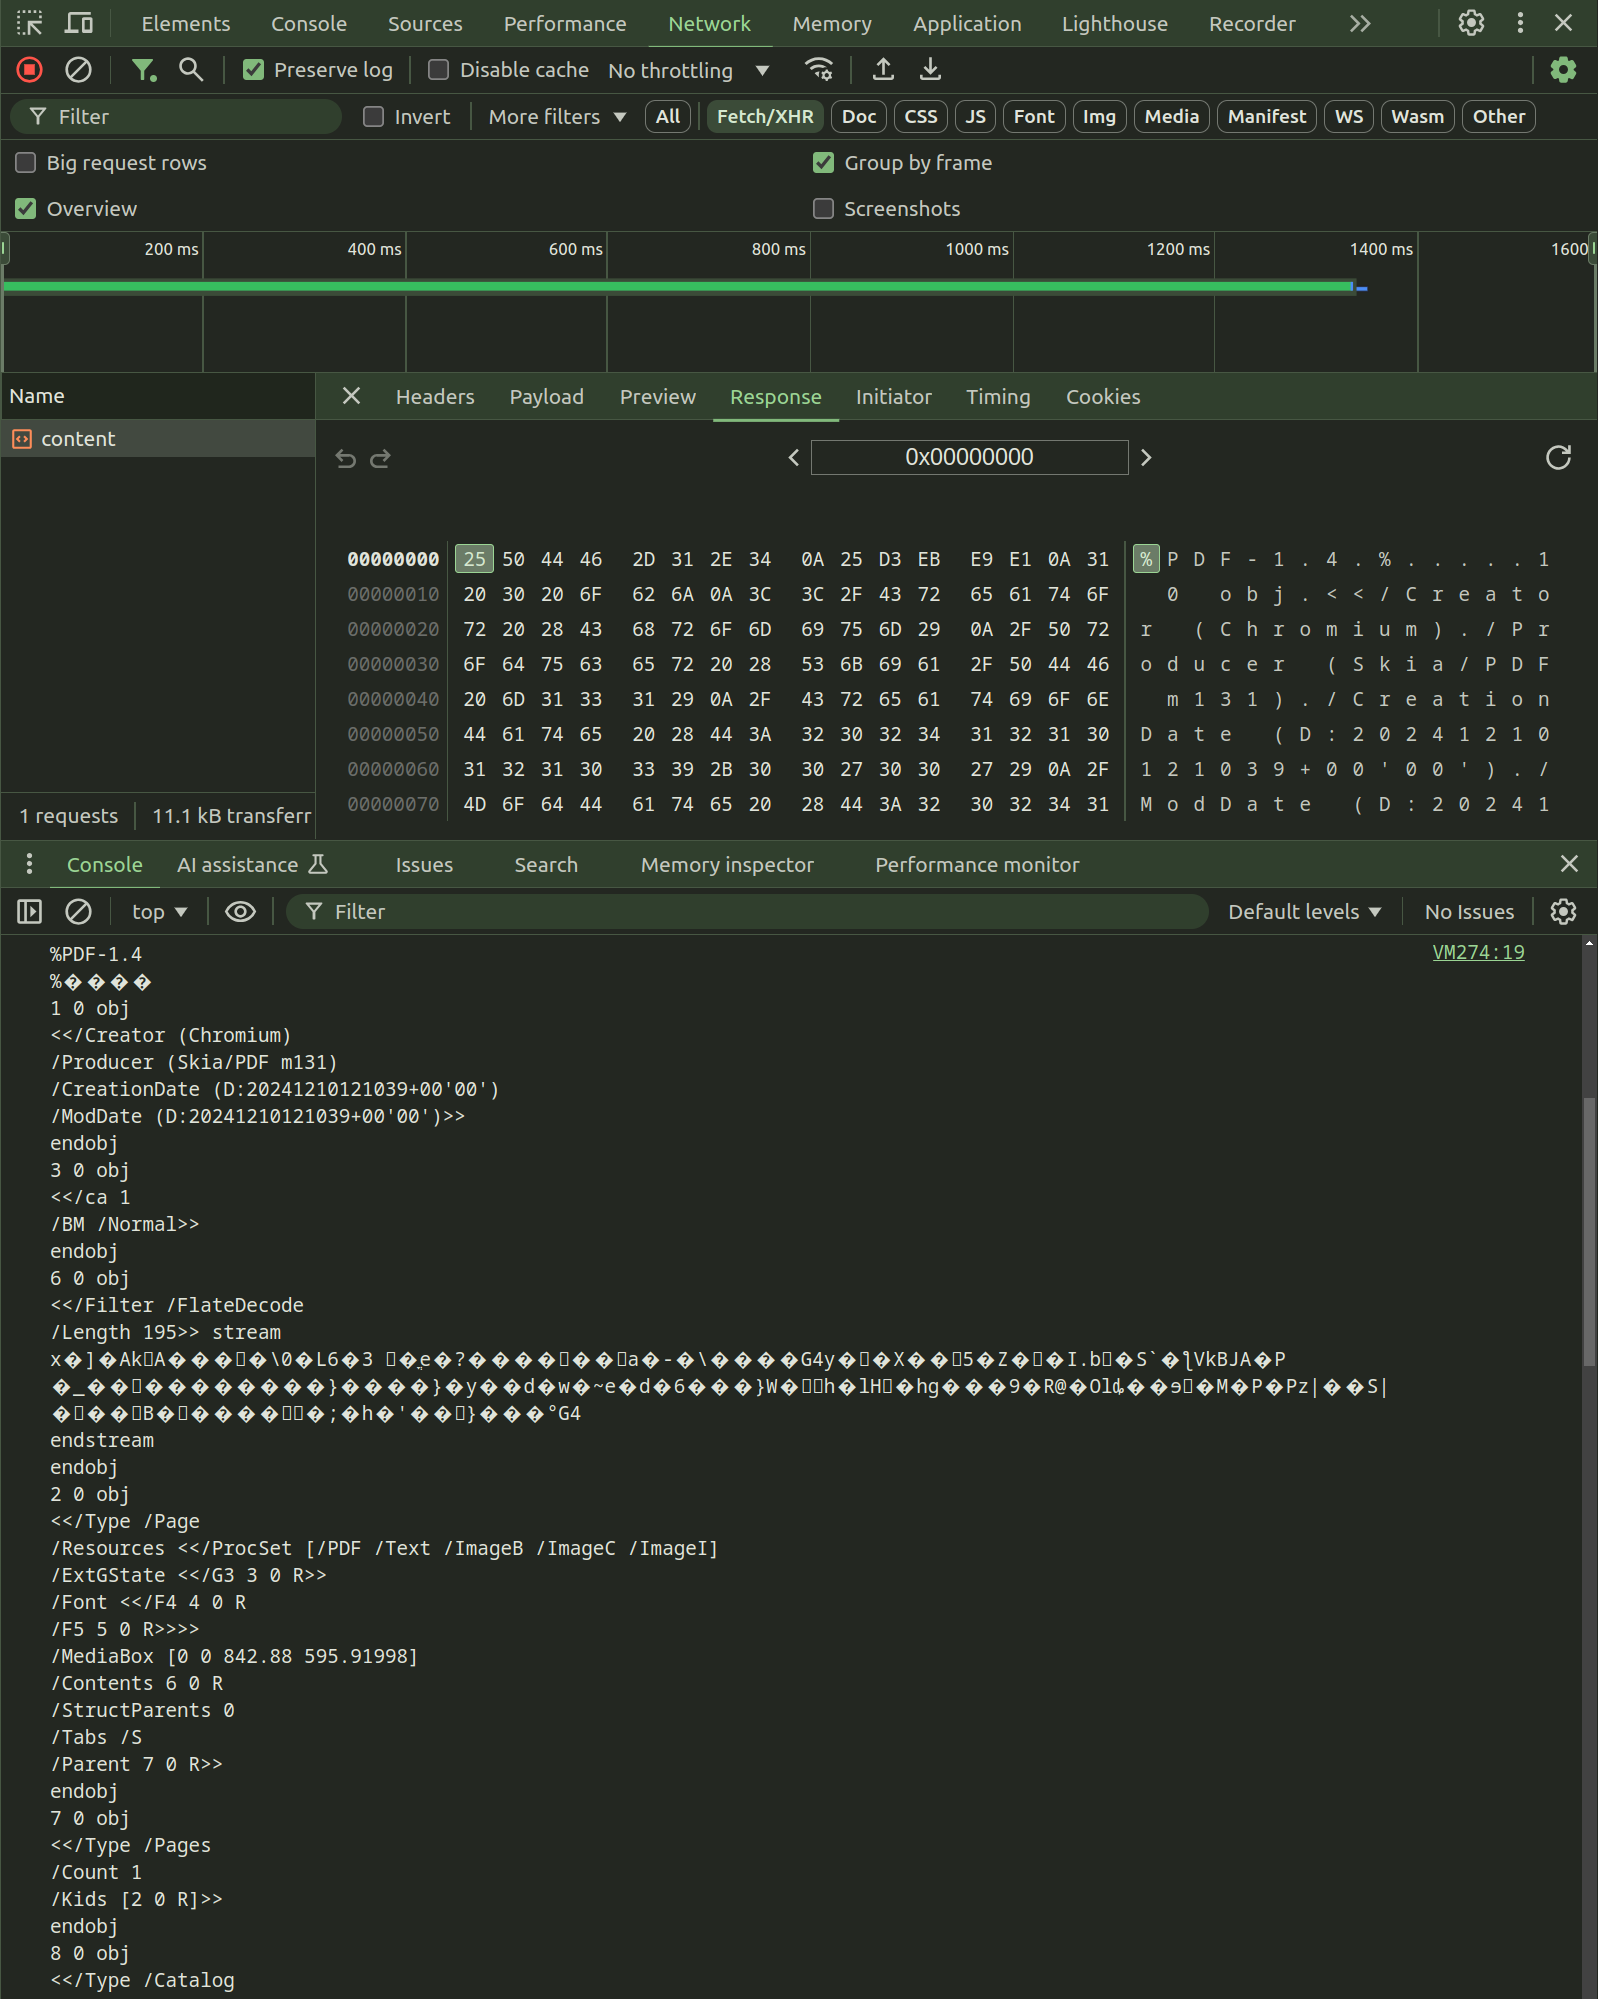 Elements Console Sources Performance Network Memory Application Lighthouse Recorder
Preserve log Disable cache No throttling
Filter Invert More filters All Fetch/XHR Doc CSS JS Font Img Media Manifest WS Wasm Other
Big request rows Group by frame
Overview Screenshots
200 ms 400 ms 600 ms 800 ms 1000 ms 1200 ms 1400 ms 1600
Name Headers Payload Preview Response Initiator Timing Cookies
content
0x00000000
00000000 25 50 44 46 2D 31 2E 34 0A 25 D3 EB E9 E1 0A 31 % P D F - 1 . 4 . % . . . . . 1
00000010 20 30 20 6F 62 6A 0A 3C 3C 2F 43 72 65 61 74 6F 0 o b j . < < / C r e a t o
00000020 72 20 28 43 68 72 6F 6D 69 75 6D 29 0A 2F 50 72 r ( C h r o m i u m ) . / P r
00000030 6F 64 75 63 65 72 20 28 53 6B 69 61 2F 50 44 46 o d u c e r ( S k i a / P D F
00000040 20 6D 31 33 31 29 0A 2F 43 72 65 61 74 69 6F 6E m 1 3 1 ) . / C r e a t i o n
00000050 44 61 74 65 20 28 44 3A 32 30 32 34 31 32 31 30 D a t e ( D : 2 0 2 4 1 2 1 0
00000060 31 32 31 30 33 39 2B 30 30 27 30 30 27 29 0A 2F 1 2 1 0 3 9 + 0 0 ' 0 0 ' ) . /
00000070 4D 6F 64 44 61 74 65 20 28 44 3A 32 30 32 34 31 M o d D a t e ( D : 2 0 2 4 1
1 requests 11.1 kB transferr
Console AI assistance Issues Search Memory inspector Performance monitor
top Filter Default levels No Issues
%PDF-1.4 VM274:19
%����
1 0 obj
<</Creator (Chromium)
/Producer (Skia/PDF m131)
/CreationDate (D:20241210121039+00'00')
/ModDate (D:20241210121039+00'00')>>
endobj
3 0 obj
<</ca 1
/BM /Normal>>
endobj
6 0 obj
<</Filter /FlateDecode
/Length 195>> stream
endstream
endobj
2 0 obj
<</Type /Page
/Resources <</ProcSet [/PDF /Text /ImageB /ImageC /ImageI]
/ExtGState <</G3 3 0 R>>
/Font <</F4 4 0 R
/F5 5 0 R>>>>
/MediaBox [0 0 842.88 595.91998]
/Contents 6 0 R
/StructParents 0
/Tabs /S
/Parent 7 0 R>>
endobj
7 0 obj
<</Type /Pages
/Count 1
/Kids [2 0 R]>>
endobj
8 0 obj
<</Type /Catalog